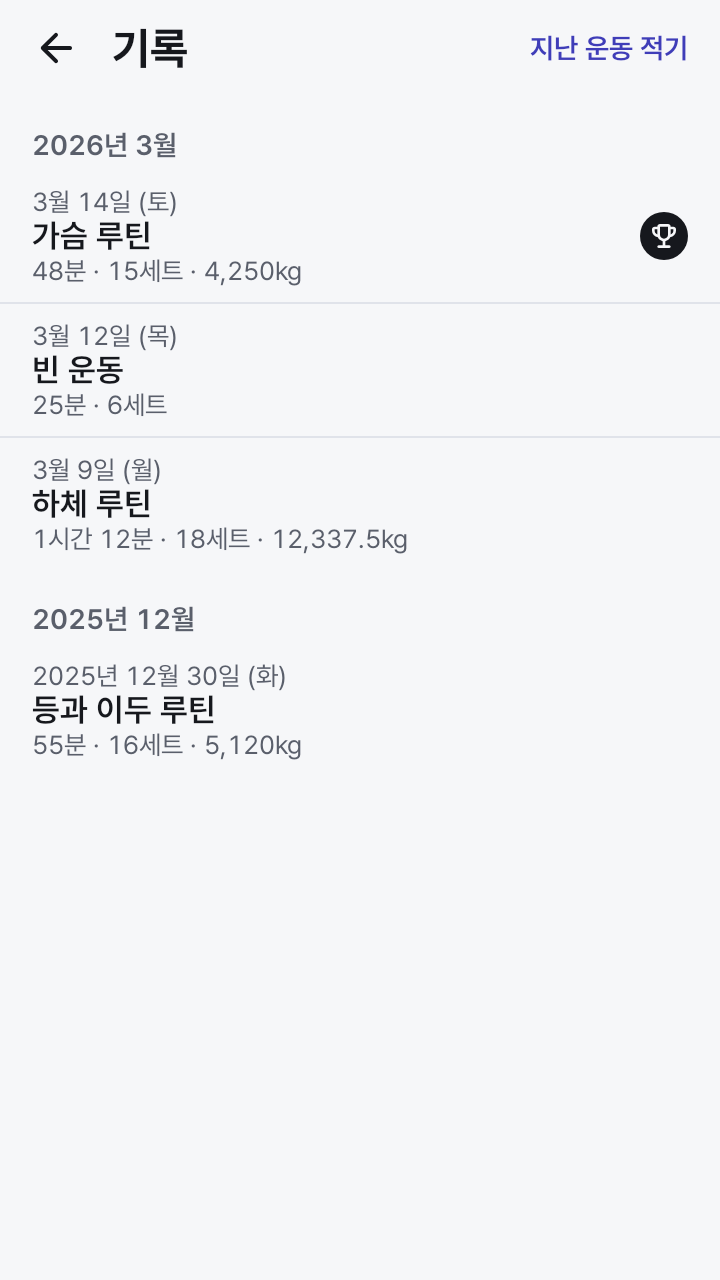 기록
지난 운동 적기
2026년 3월
3월 14일 (토)
가슴 루틴
48분 · 15세트 · 4,250kg
3월 12일 (목)
빈 운동
25분 · 6세트
3월 9일 (월)
하체 루틴
1시간 12분 · 18세트 · 12,337.5kg
2025년 12월
2025년 12월 30일 (화)
등과 이두 루틴
55분 · 16세트 · 5,120kg